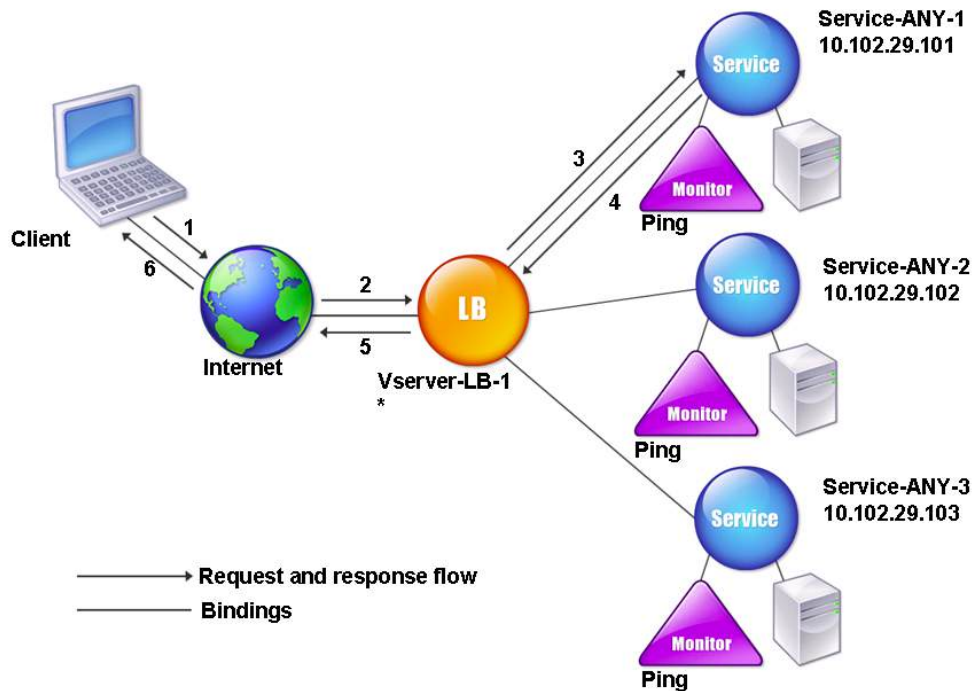 Service-ANY-1
10.102.29.101
Service
Monitor
Ping
3
4
Client
1
6
Internet
2
5
LB
Vserver-LB-1
*
Service-ANY-2
10.102.29.102
Service
Monitor
Ping
Service-ANY-3
10.102.29.103
Service
Monitor
Ping
Request and response flow
Bindings